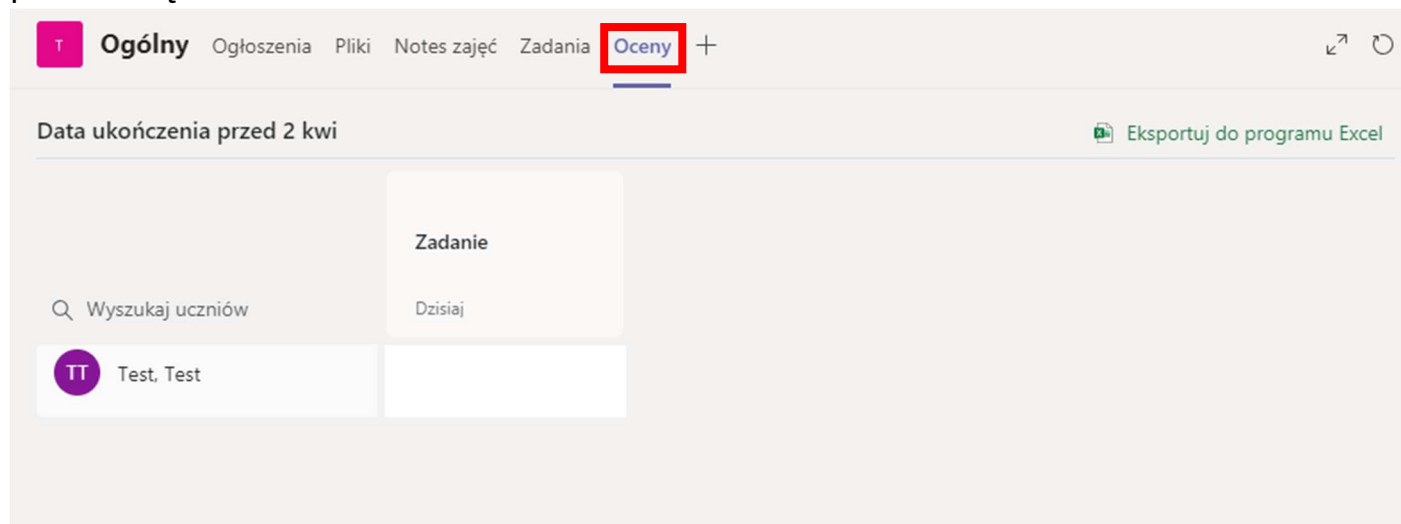 T Ogólny Ogłoszenia Pliki Notes zajęć Zadania Oceny +
Data ukończenia przed 2 kwi Eksportuj do programu Excel
Zadanie
Wyszukaj uczniów Dzisiaj
TT Test, Test